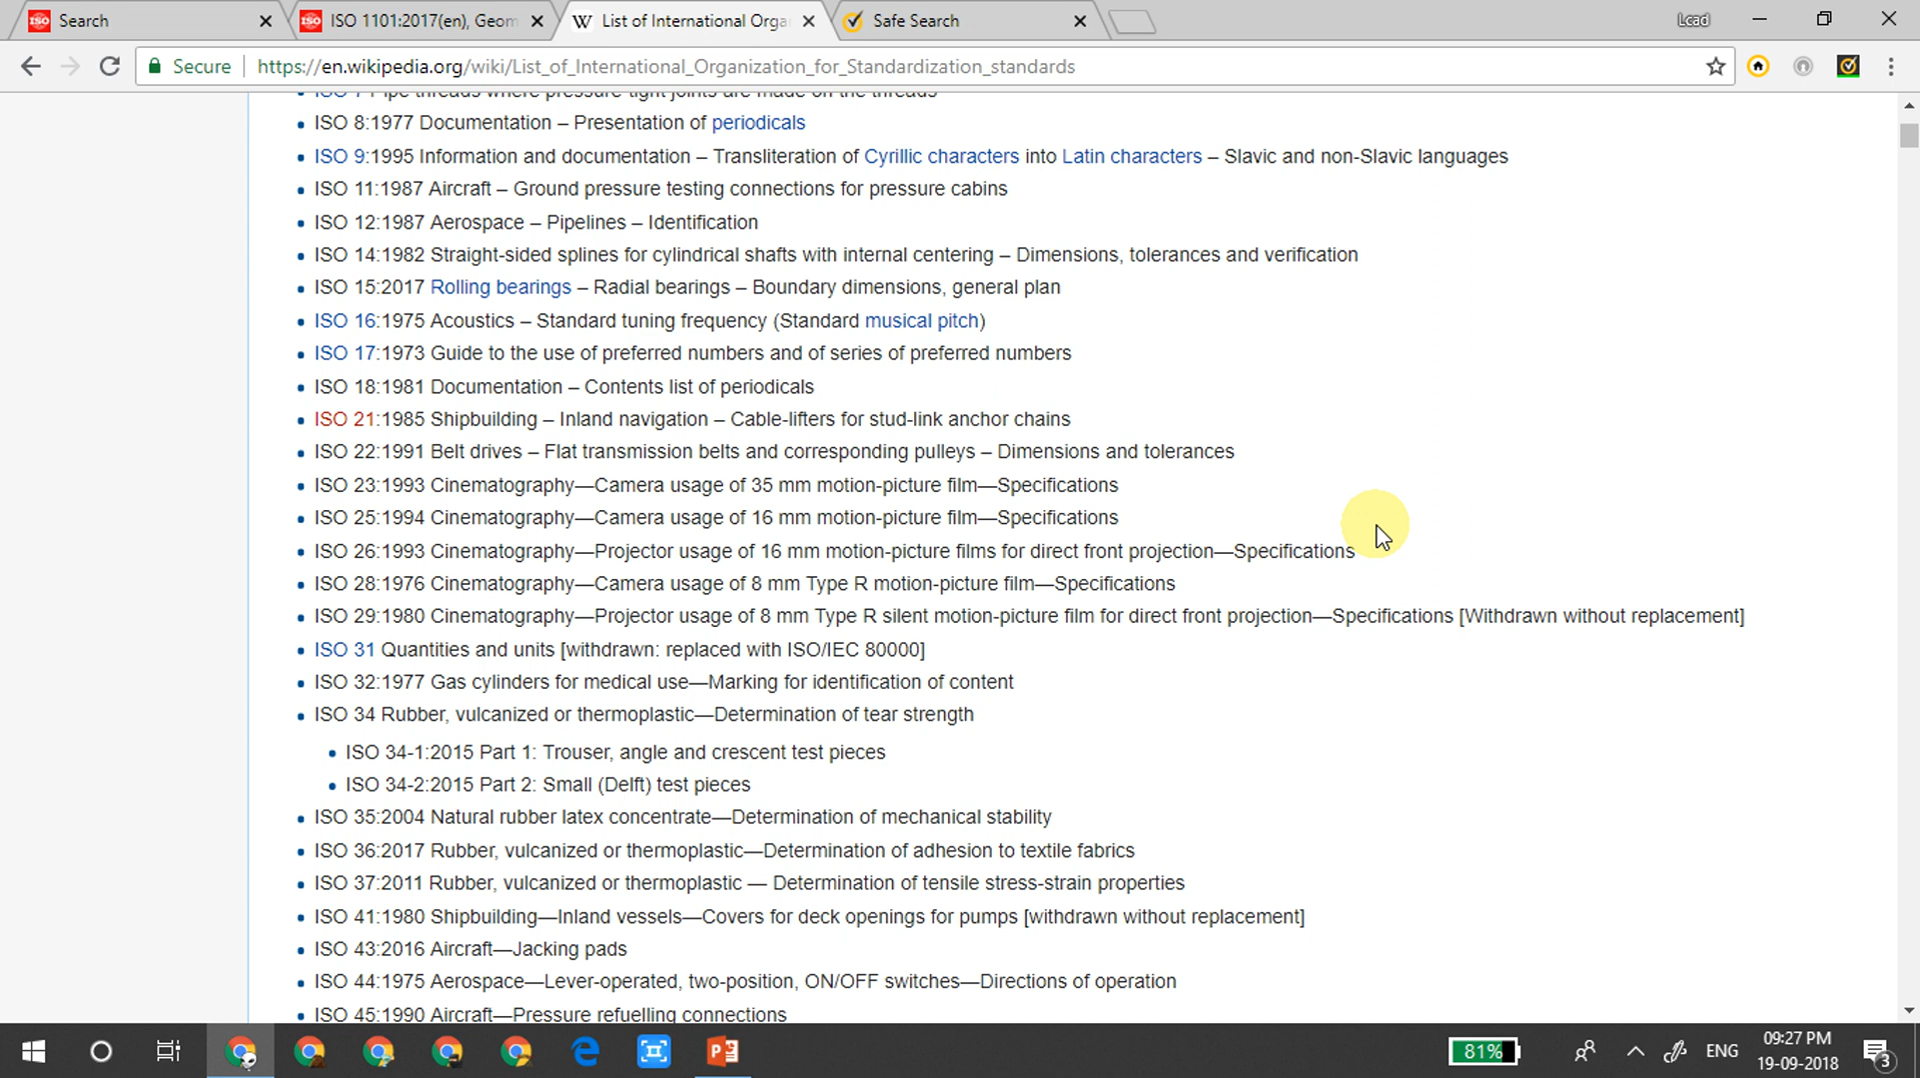 Search
ISO 1101:2017(en), Geom
List of International Orga
Safe Search
Lcad
Secure
https://en.wikipedia.org/wiki/List_of_International_Organization_for_Standardization_standards
ISO 7 Pipe threads where pressure-tight joints are made on the threads
ISO 8:1977 Documentation – Presentation of periodicals
ISO 9:1995 Information and documentation – Transliteration of Cyrillic characters into Latin characters – Slavic and non-Slavic languages
ISO 11:1987 Aircraft – Ground pressure testing connections for pressure cabins
ISO 12:1987 Aerospace – Pipelines – Identification
ISO 14:1982 Straight-sided splines for cylindrical shafts with internal centering – Dimensions, tolerances and verification
ISO 15:2017 Rolling bearings – Radial bearings – Boundary dimensions, general plan
ISO 16:1975 Acoustics – Standard tuning frequency (Standard musical pitch)
ISO 17:1973 Guide to the use of preferred numbers and of series of preferred numbers
ISO 18:1981 Documentation – Contents list of periodicals
ISO 21:1985 Shipbuilding – Inland navigation – Cable-lifters for stud-link anchor chains
ISO 22:1991 Belt drives – Flat transmission belts and corresponding pulleys – Dimensions and tolerances
ISO 23:1993 Cinematography—Camera usage of 35 mm motion-picture film—Specifications
ISO 25:1994 Cinematography—Camera usage of 16 mm motion-picture film—Specifications
ISO 26:1993 Cinematography—Projector usage of 16 mm motion-picture films for direct front projection—Specifications
ISO 28:1976 Cinematography—Camera usage of 8 mm Type R motion-picture film—Specifications
ISO 29:1980 Cinematography—Projector usage of 8 mm Type R silent motion-picture film for direct front projection—Specifications [Withdrawn without replacement]
ISO 31 Quantities and units [withdrawn: replaced with ISO/IEC 80000]
ISO 32:1977 Gas cylinders for medical use—Marking for identification of content
ISO 34 Rubber, vulcanized or thermoplastic—Determination of tear strength
ISO 34-1:2015 Part 1: Trouser, angle and crescent test pieces
ISO 34-2:2015 Part 2: Small (Delft) test pieces
ISO 35:2004 Natural rubber latex concentrate—Determination of mechanical stability
ISO 36:2017 Rubber, vulcanized or thermoplastic—Determination of adhesion to textile fabrics
ISO 37:2011 Rubber, vulcanized or thermoplastic — Determination of tensile stress-strain properties
ISO 41:1980 Shipbuilding—Inland vessels—Covers for deck openings for pumps [withdrawn without replacement]
ISO 43:2016 Aircraft—Jacking pads
ISO 44:1975 Aerospace—Lever-operated, two-position, ON/OFF switches—Directions of operation
ISO 45:1990 Aircraft—Pressure refuelling connections
81%
ENG
09:27 PM
19-09-2018
3